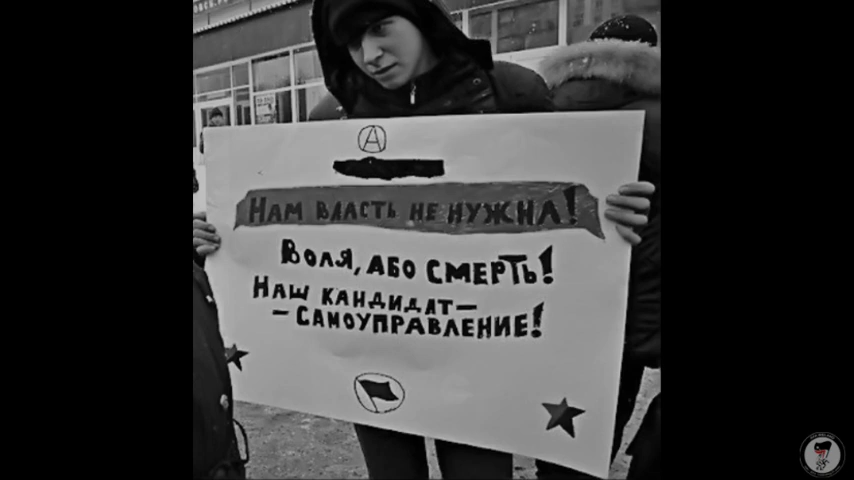 Нам власть не нужна!
Воля, або смерть!
Наш кандидат—
—Самоуправление!